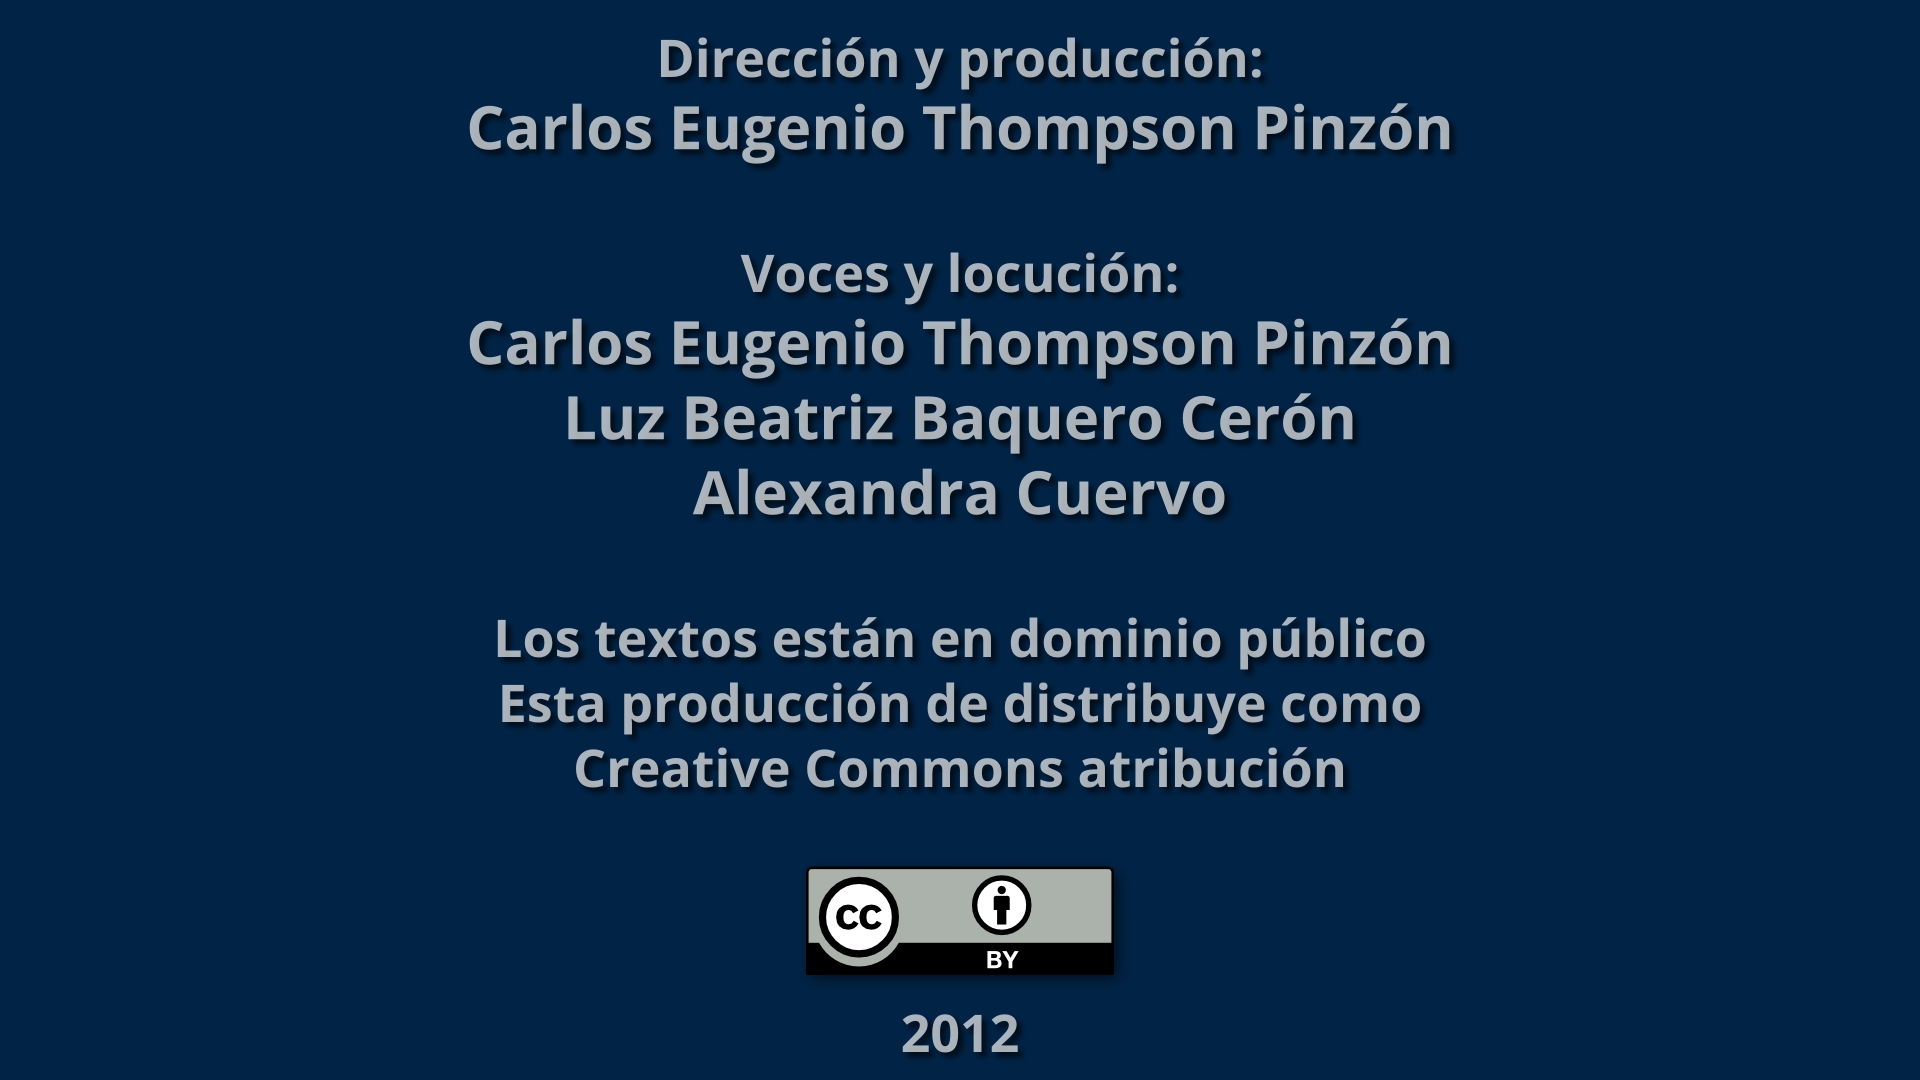 Dirección y producción:
Carlos Eugenio Thompson Pinzón
Voces y locución:
Carlos Eugenio Thompson Pinzón
Luz Beatriz Baquero Cerón
Alexandra Cuervo
Los textos están en dominio público
Esta producción de distribuye como
Creative Commons atribución
cc
BY
2012